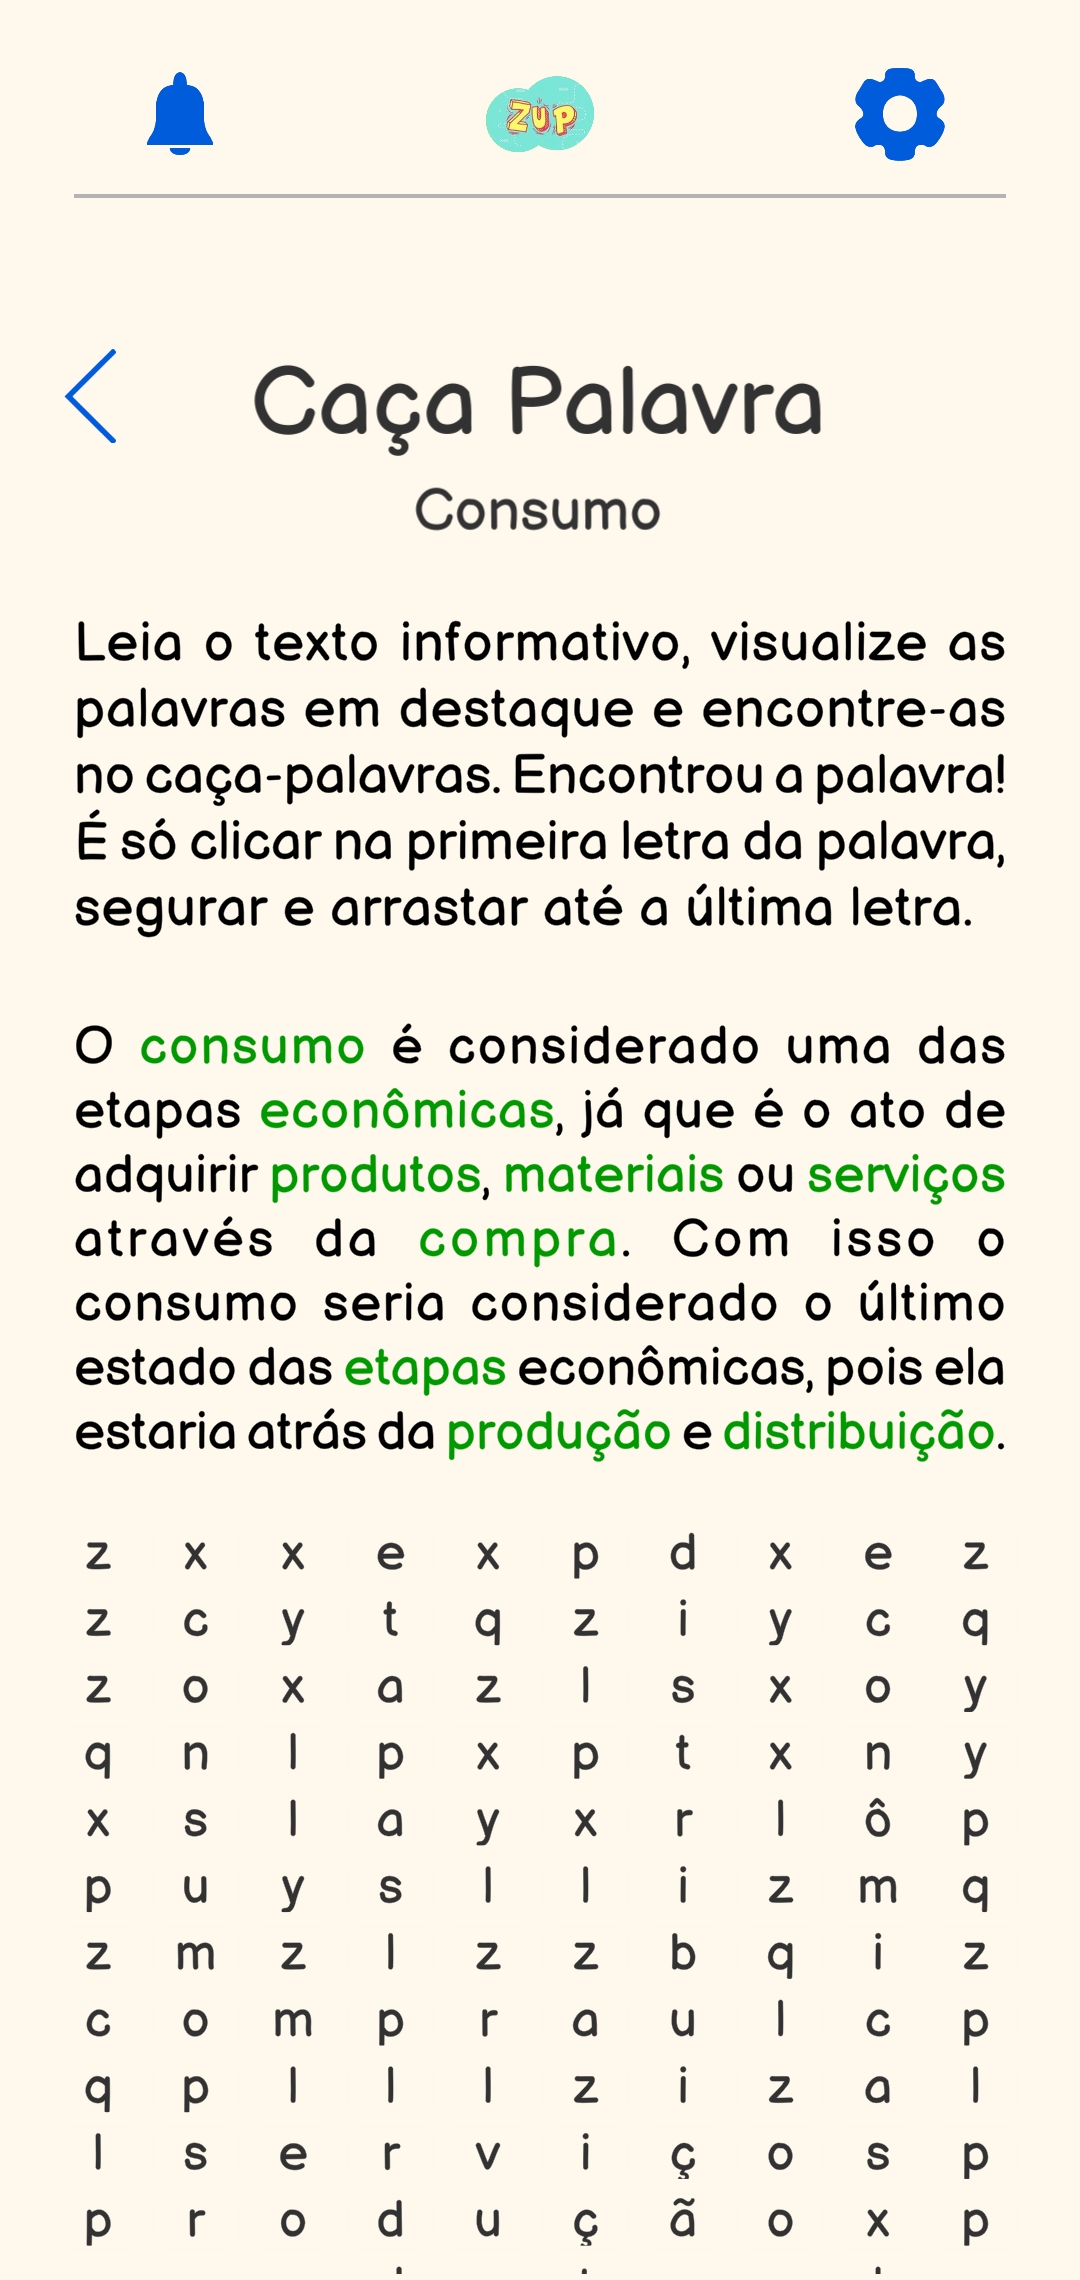 ZUP
Caça Palavra
Consumo
Leia o texto informativo, visualize as
palavras em destaque e encontre-as
no caça-palavras. Encontrou a palavra!
É só clicar na primeira letra da palavra,
segurar e arrastar até a última letra.
O consumo é considerado uma das
etapas econômicas, já que é o ato de
adquirir produtos, materiais ou serviços
através da compra. Com isso o
consumo seria considerado o último
estado das etapas econômicas, pois ela
estaria atrás da produção e distribuição.
z x x e x p d x e z
z c y t q z i y c q
z o x a z l s x o y
q n l p x p t x n y
x s l a y x r l ô p
p u y s l l i z m q
z m z l z z b q i z
c o m p r a u l c p
q p l l l z i z a l
l s e r v i ç o s p
p r o d u ç ã o x p